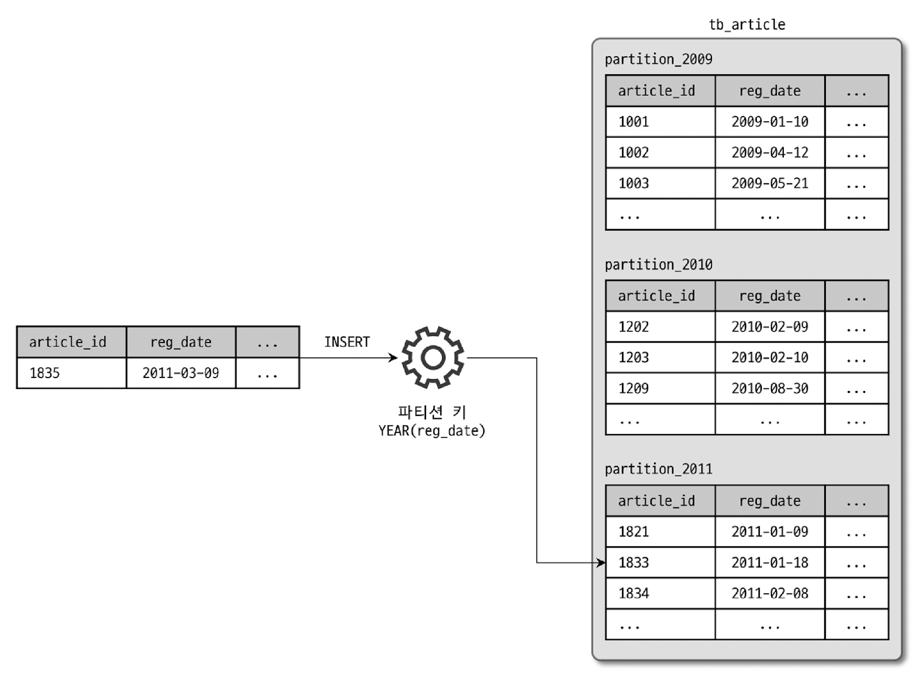 tb_article
partition_2009
article_id reg_date ...
1001 2009-01-10 ...
1002 2009-04-12 ...
1003 2009-05-21 ...
... ... ...
partition_2010
article_id reg_date ...
1202 2010-02-09 ...
1203 2010-02-10 ...
1209 2010-08-30 ...
... ... ...
article_id reg_date ...
1835 2011-03-09 ...
INSERT
파티션 키
YEAR(reg_date)
partition_2011
article_id reg_date ...
1821 2011-01-09 ...
1833 2011-01-18 ...
1834 2011-02-08 ...
... ... ...